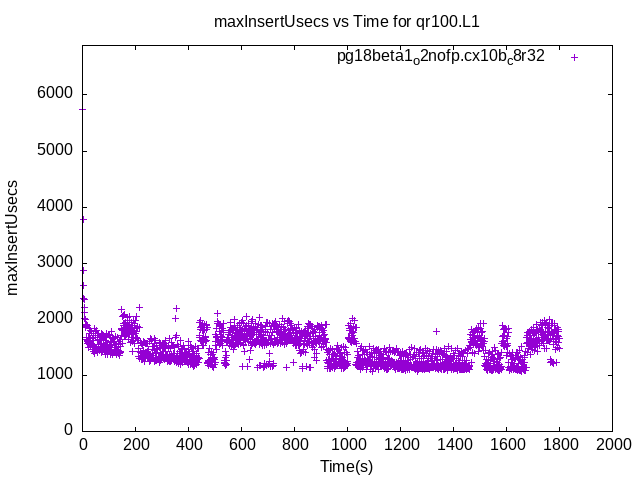 maxInsertUsecs vs Time for qr100.L1
pg18beta1_o2nofp.cx10b_c8r32
6000
5000
4000
3000
2000
1000
0
maxInsertUsecs
0 200 400 600 800 1000 1200 1400 1600 1800 2000
Time(s)